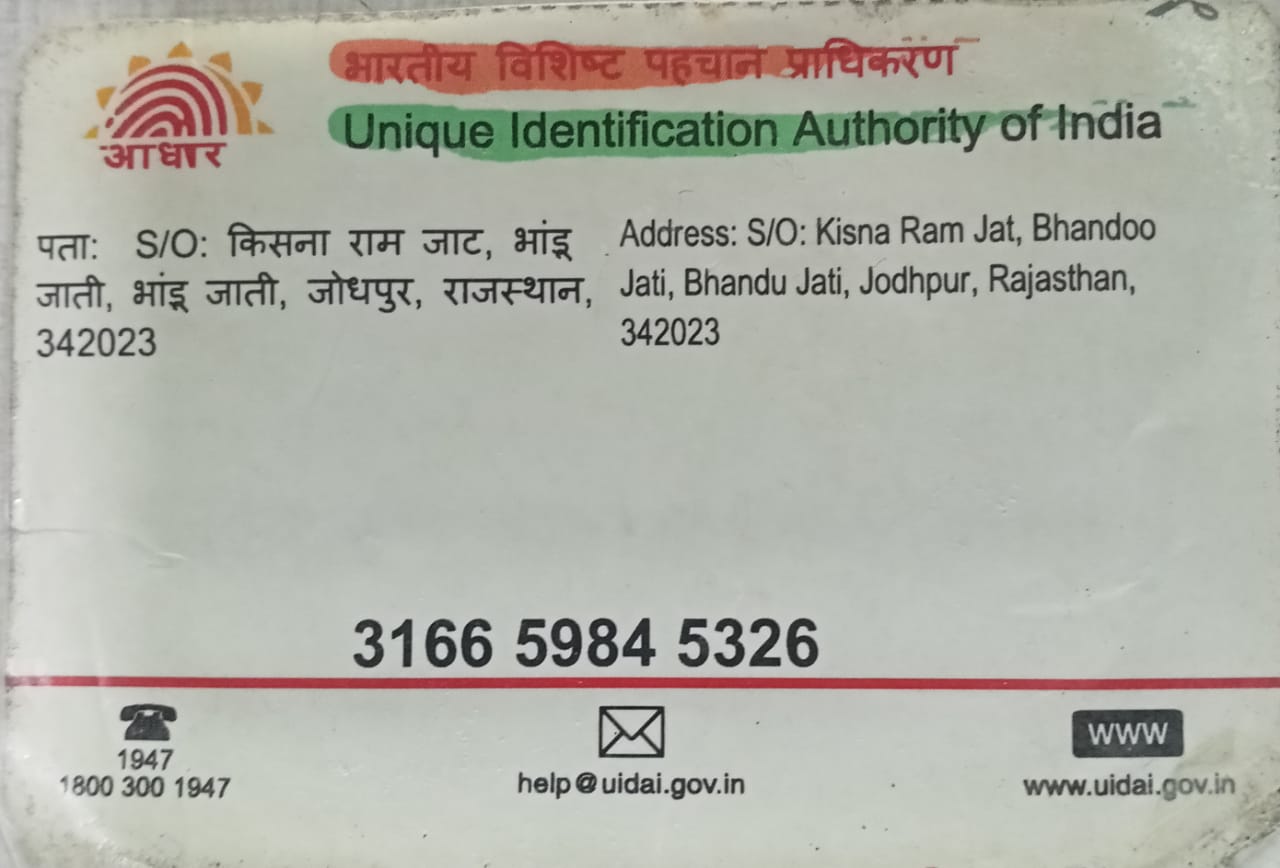 भारतीय विशिष्ट पहचान प्राधिकरण
Unique Identification Authority of India
आधार
पता: S/O: किसना राम जाट, भांडू
जाती, भांडू जाती, जोधपुर, राजस्थान,
342023
Address: S/O: Kisna Ram Jat, Bhandoo
Jati, Bhandu Jati, Jodhpur, Rajasthan,
342023
3166 5984 5326
1947
1800 300 1947
help@uidai.gov.in
WWW
www.uidai.gov.in